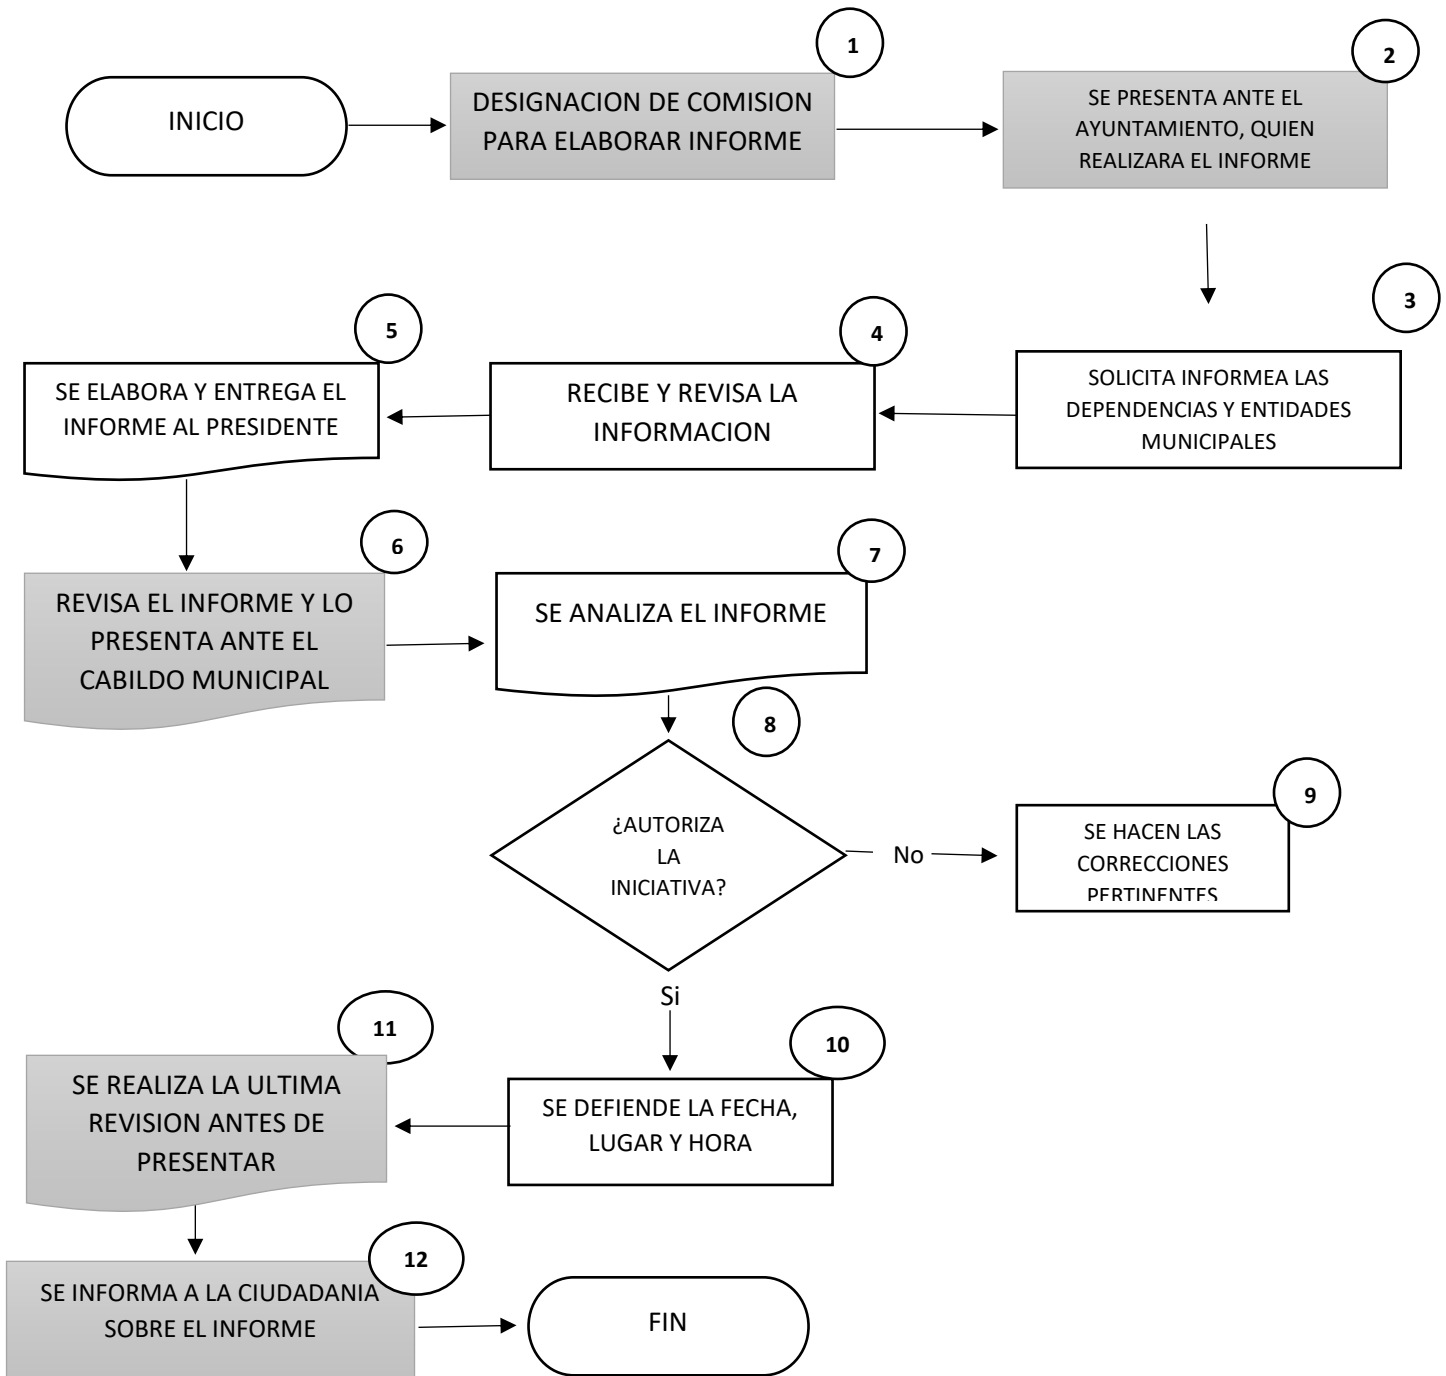 INICIO
1
DESIGNACION DE COMISION
PARA ELABORAR INFORME
2
SE PRESENTA ANTE EL
AYUNTAMIENTO, QUIEN
REALIZARA EL INFORME
3
SOLICITA INFORMEA LAS
DEPENDENCIAS Y ENTIDADES
MUNICIPALES
4
RECIBE Y REVISA LA
INFORMACION
5
SE ELABORA Y ENTREGA EL
INFORME AL PRESIDENTE
6
REVISA EL INFORME Y LO
PRESENTA ANTE EL
CABILDO MUNICIPAL
7
SE ANALIZA EL INFORME
8
¿AUTORIZA
LA
INICIATIVA?
No
9
SE HACEN LAS
CORRECCIONES
PERTINENTES
Si
10
SE DEFIENDE LA FECHA,
LUGAR Y HORA
11
SE REALIZA LA ULTIMA
REVISION ANTES DE
PRESENTAR
12
SE INFORMA A LA CIUDADANIA
SOBRE EL INFORME
FIN